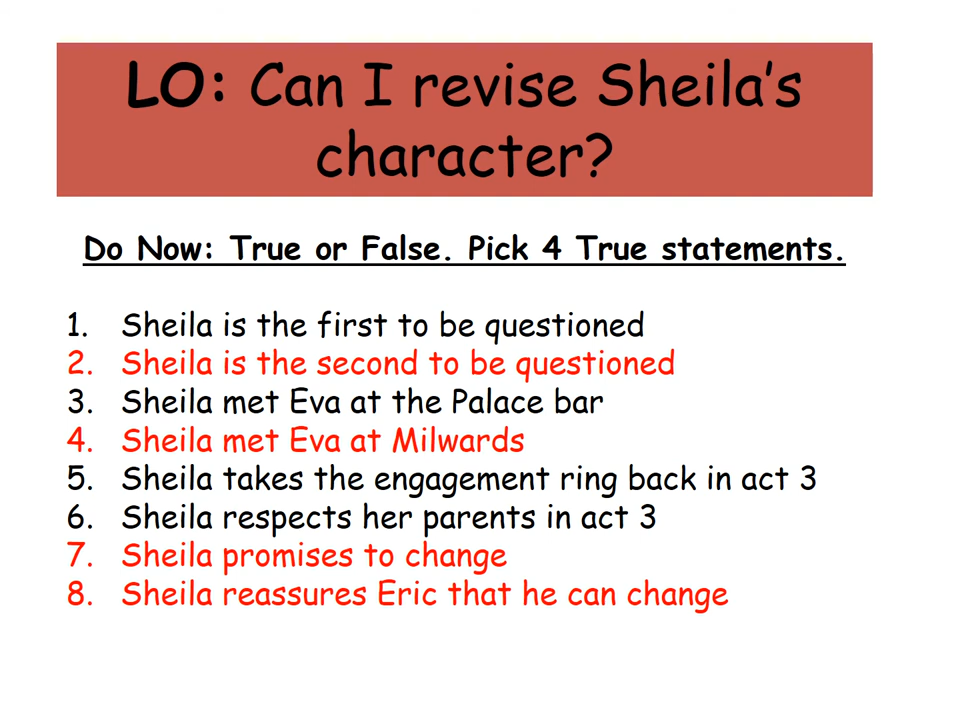 LO: Can I revise Sheila’s
character?
Do Now: True or False. Pick 4 True statements.
1. Sheila is the first to be questioned
2. Sheila is the second to be questioned
3. Sheila met Eva at the Palace bar
4. Sheila met Eva at Milwards
5. Sheila takes the engagement ring back in act 3
6. Sheila respects her parents in act 3
7. Sheila promises to change
8. Sheila reassures Eric that he can change